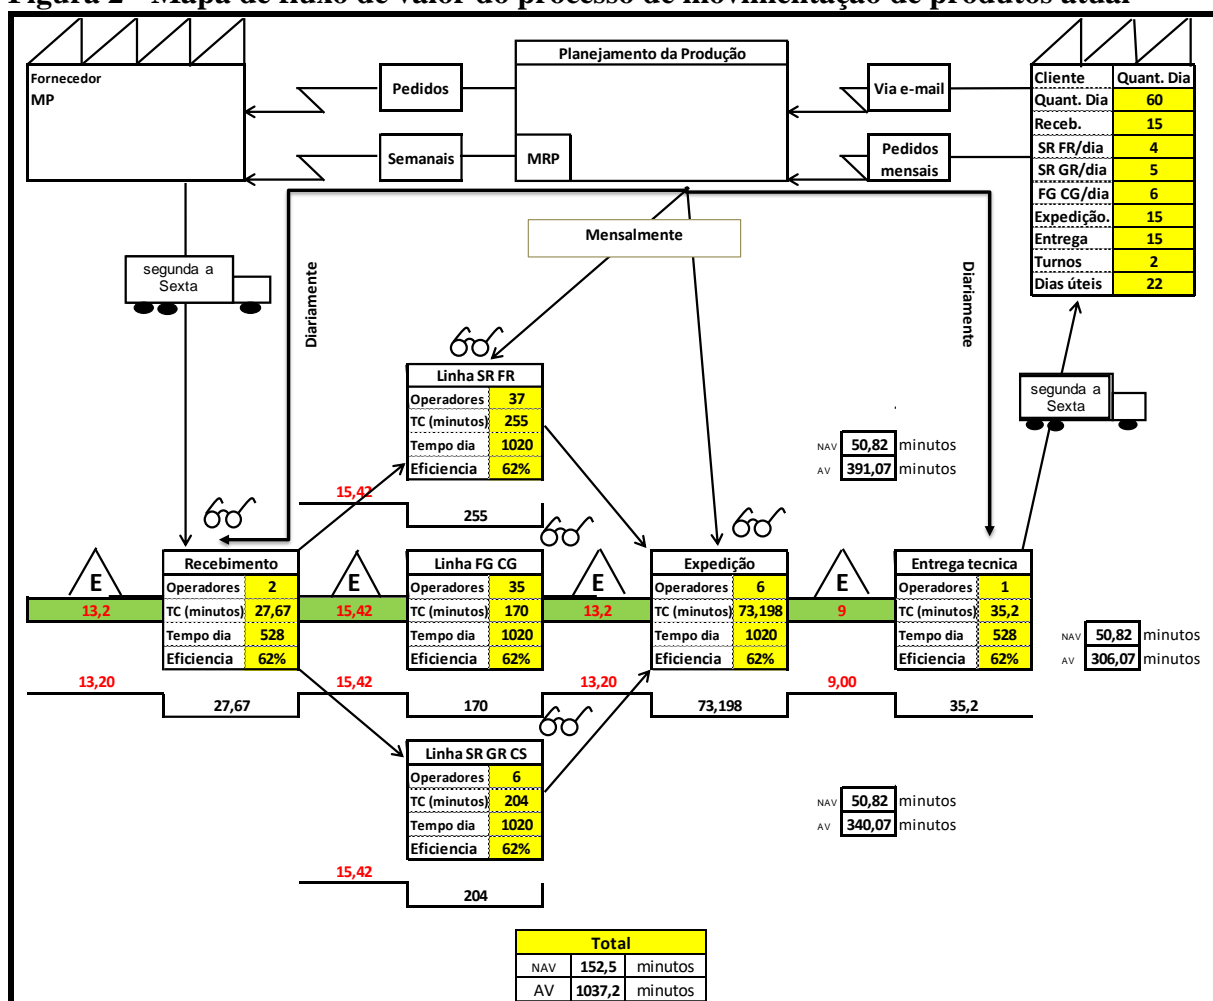 Figura 2 - Mapa de fluxo de valor do processo de movimentação de produtos atual
Fornecedor
MP
Pedidos
Semanais
Planejamento da Produção
MRP
Via e-mail
Pedidos
mensais
Cliente Quant. Dia
Quant. Dia 60
Receb. 15
SR FR/dia 4
SR GR/dia 5
FG CG/dia 6
Expedição. 15
Entrega 15
Turnos 2
Dias úteis 22
Mensalmente
segunda a
Sexta
Diariamente
Diariamente
segunda a
Sexta
Linha SR FR
Operadores 37
TC (minutos) 255
Tempo dia 1020
Eficiencia 62%
15,42
255
NAV 50,82 minutos
AV 391,07 minutos
E
13,2
Recebimento
Operadores 2
TC (minutos) 27,67
Tempo dia 528
Eficiencia 62%
E
15,42
Linha FG CG
Operadores 35
TC (minutos) 170
Tempo dia 1020
Eficiencia 62%
E
13,2
Expedição
Operadores 6
TC (minutos) 73,198
Tempo dia 1020
Eficiencia 62%
E
9
Entrega tecnica
Operadores 1
TC (minutos) 35,2
Tempo dia 528
Eficiencia 62%
NAV 50,82 minutos
AV 306,07 minutos
13,20 15,42 13,20 9,00
27,67 170 73,198 35,2
Linha SR GR CS
Operadores 6
TC (minutos) 204
Tempo dia 1020
Eficiencia 62%
15,42
204
NAV 50,82 minutos
AV 340,07 minutos
Total
NAV 152,5 minutos
AV 1037,2 minutos